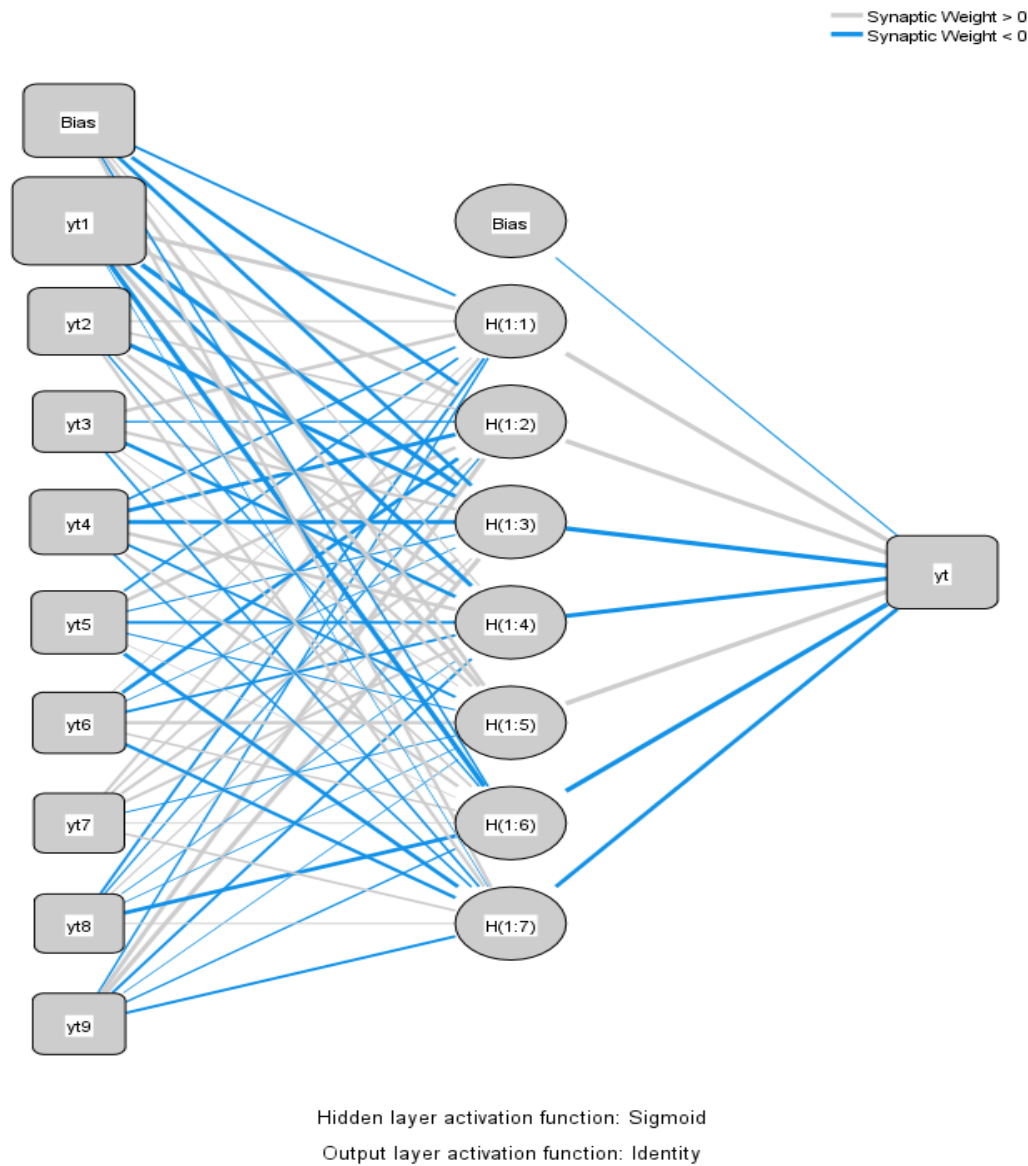 Synaptic Weight > 0
Synaptic Weight < 0
Bias
yt1
yt2
yt3
yt4
yt5
yt6
yt7
yt8
yt9
Bias
H(1:1)
H(1:2)
H(1:3)
H(1:4)
H(1:5)
H(1:6)
H(1:7)
yt
Hidden layer activation function: Sigmoid
Output layer activation function: Identity